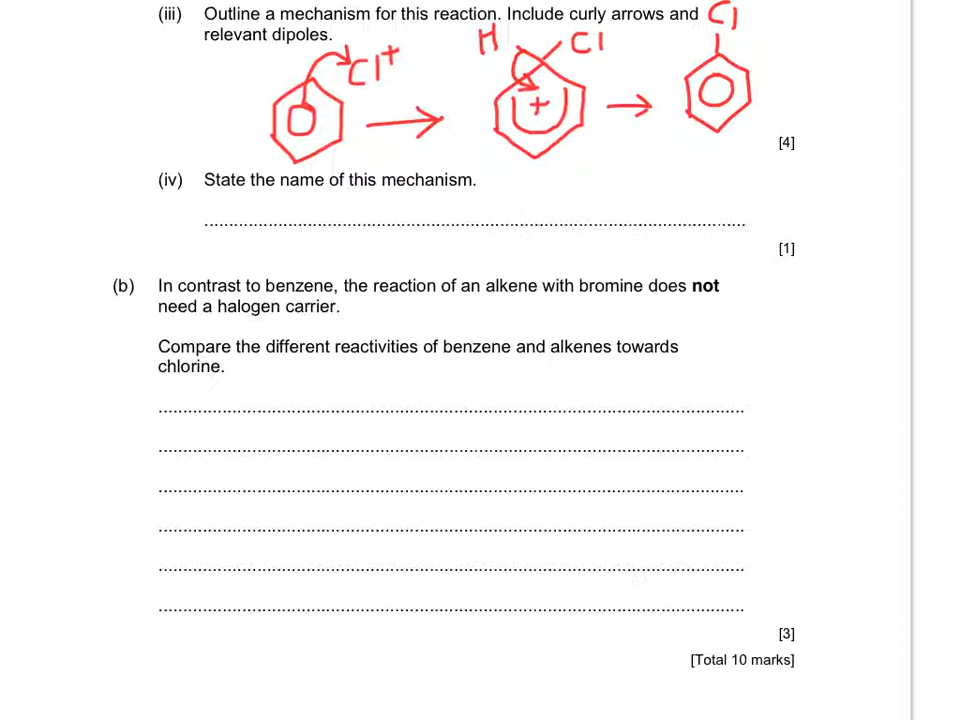 (iii) Outline a mechanism for this reaction. Include curly arrows and
relevant dipoles.
Cl
Cl+
H
Cl
+
[4]
(iv) State the name of this mechanism.
[1]
(b) In contrast to benzene, the reaction of an alkene with bromine does not
need a halogen carrier.
Compare the different reactivities of benzene and alkenes towards
chlorine.
[3]
[Total 10 marks]